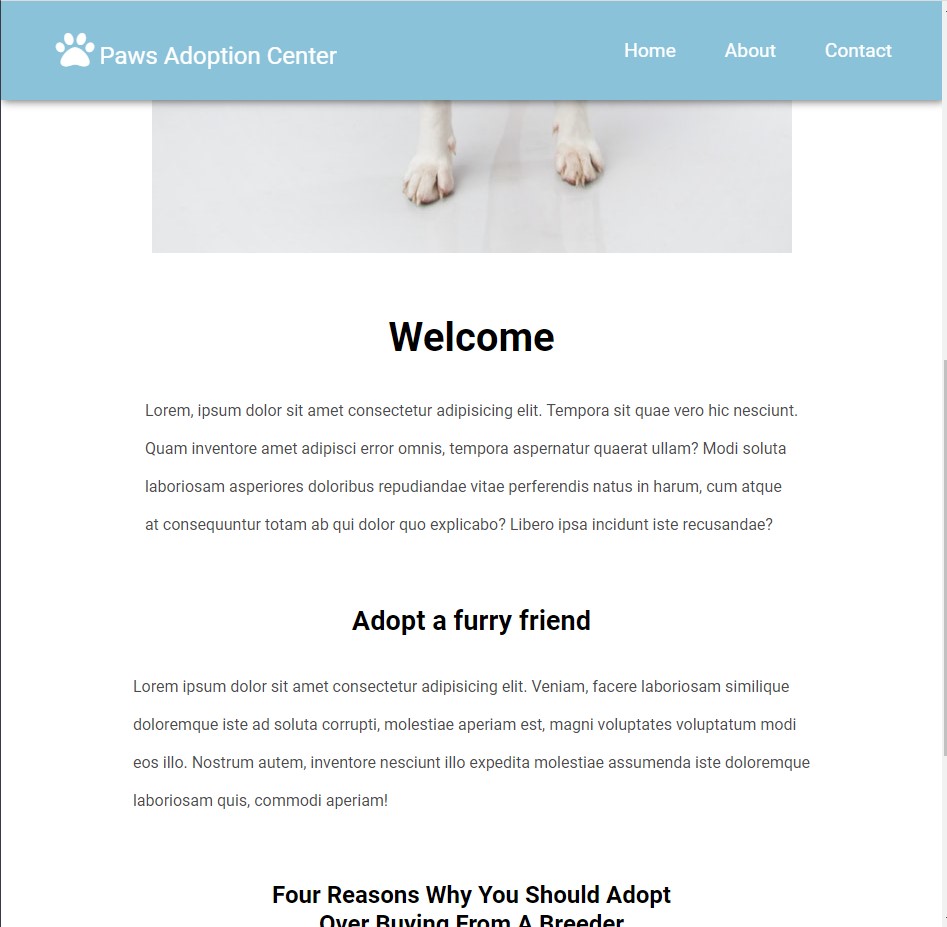 Paws Adoption Center
Home About Contact
Welcome
Lorem, ipsum dolor sit amet consectetur adipisicing elit. Tempora sit quae vero hic nesciunt.
Quam inventore amet adipisci error omnis, tempora aspernatur quaerat ullam? Modi soluta
laboriosam asperiores doloribus repudiandae vitae perferendis natus in harum, cum atque
at consequuntur totam ab qui dolor quo explicabo? Libero ipsa incidunt iste recusandae?
Adopt a furry friend
Lorem ipsum dolor sit amet consectetur adipisicing elit. Veniam, facere laboriosam similique
doloremque iste ad soluta corrupti, molestiae aperiam est, magni voluptates voluptatum modi
eos illo. Nostrum autem, inventore nesciunt illo expedita molestiae assumenda iste doloremque
laboriosam quis, commodi aperiam!
Four Reasons Why You Should Adopt
Over Buying From A Breeder